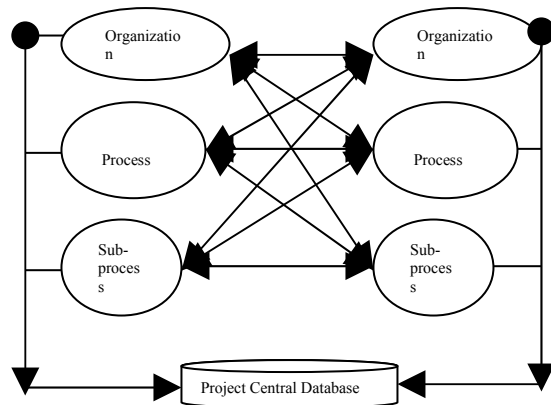 Organizatio
n
Organizatio
n
Process
Process
Sub-
proces
s
Sub-
proces
s
Project Central Database